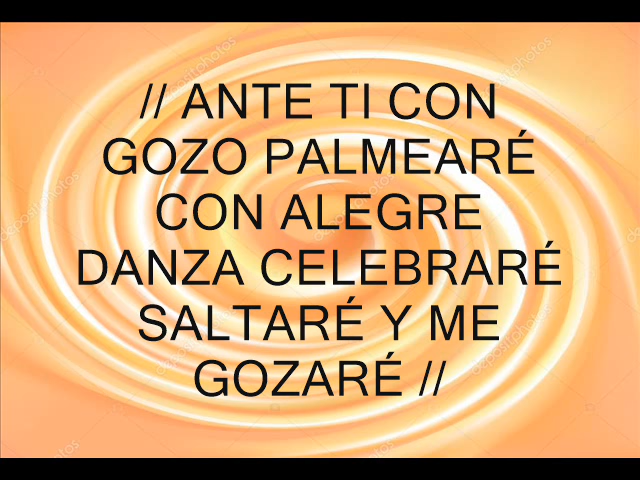 // ANTE TI CON
GOZO PALMEARÉ
CON ALEGRE
DANZA CELEBRARÉ
SALTARÉ Y ME
GOZARÉ //